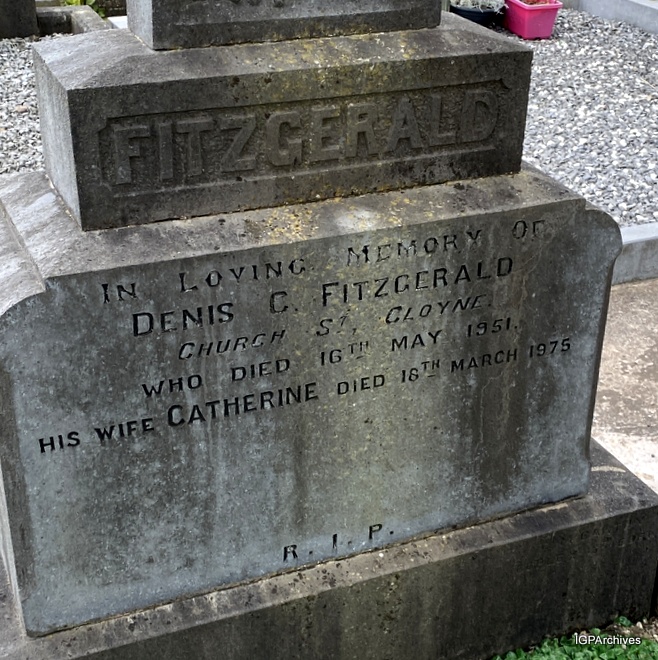 FITZGERALD
IN LOVING MEMORY OF
DENIS C. FITZGERALD
CHURCH ST, CLOYNE.
WHO DIED 16TH MAY 1951.
HIS WIFE CATHERINE DIED 18TH MARCH 1975
R. I. P.
IGPArchives